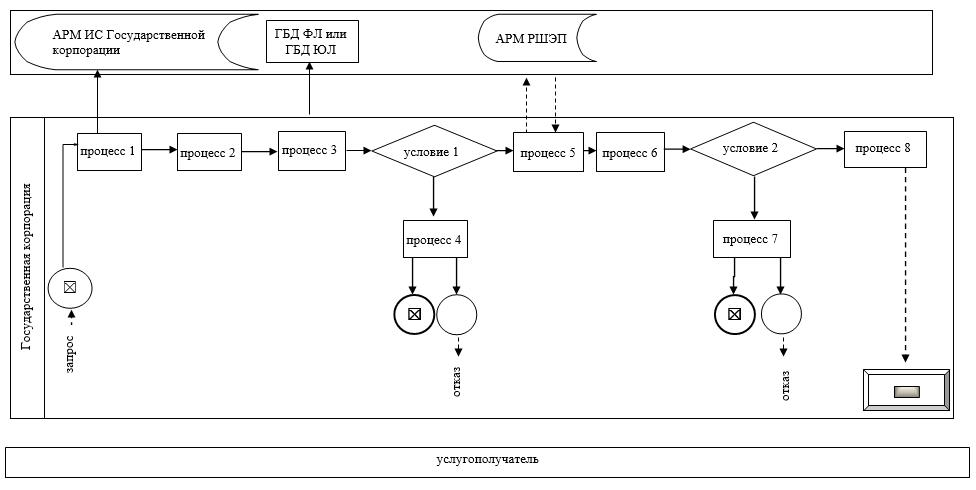 АРМ ИС Государственной
корпорации
ГБД ФЛ или
ГБД ЮЛ
АРМ РШЭП
Государственная корпорация
процесс 1
процесс 2
процесс 3
условие 1
процесс 5
процесс 6
условие 2
процесс 8
процесс 4
процесс 7
запрос -
отказ
отказ
услугополучатель